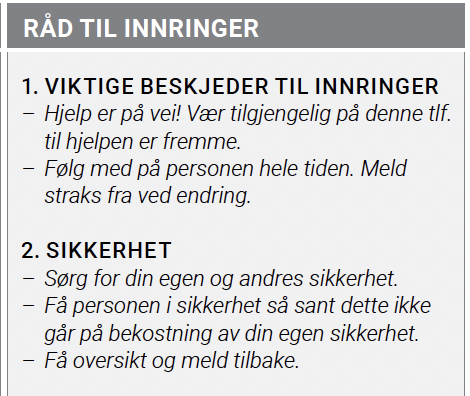 RÅD TIL INNRINGER
1. VIKTIGE BESKJEDER TIL INNRINGER
– Hjelp er på vei! Vær tilgjengelig på denne tlf.
til hjelpen er fremme.
– Følg med på personen hele tiden. Meld
straks fra ved endring.
2. SIKKERHET
– Sørg for din egen og andres sikkerhet.
– Få personen i sikkerhet så sant dette ikke
går på bekostning av din egen sikkerhet.
– Få oversikt og meld tilbake.